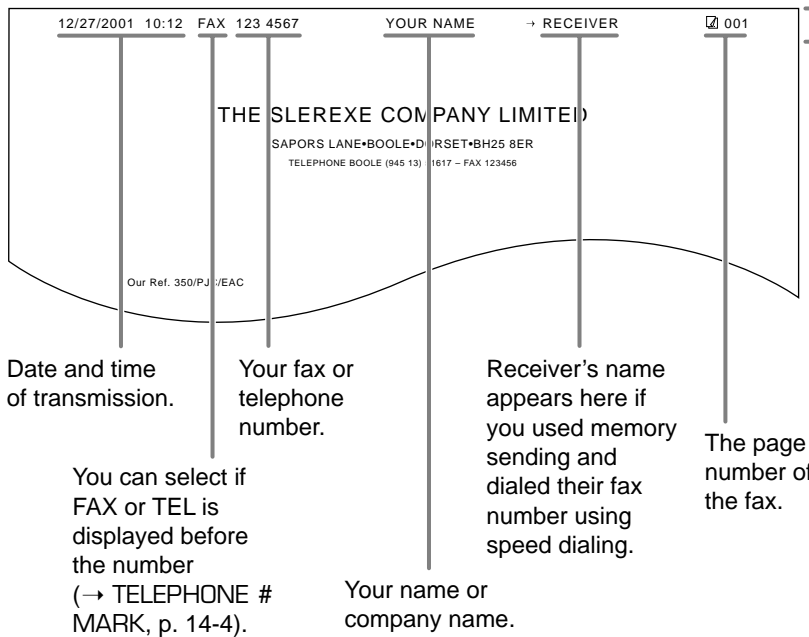 12/27/2001 10:12 FAX 123 4567 YOUR NAME → RECEIVER 001
THE SLEREXE COMPANY LIMITED
SAPORS LANE•BOOLE•DORSET•BH25 8ER
TELEPHONE BOOLE (945 13) 1617 – FAX 123456
Our Ref. 350/PJC/EAC
Date and time
of transmission.
Your fax or
telephone
number.
Receiver's name
appears here if
you used memory
sending and
dialed their fax
number using
speed dialing.
The page
number of
the fax.
You can select if
FAX or TEL is
displayed before
the number
(→ TELEPHONE #
MARK, p. 14-4).
Your name or
company name.